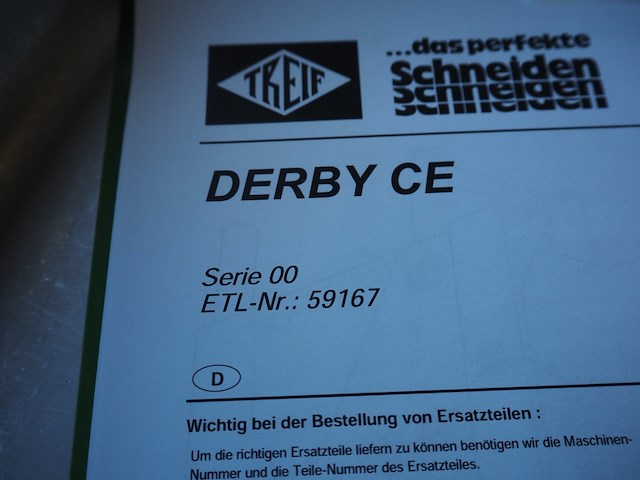 TREIF
...das perfekte
Schneiden
Schneiden
DERBY CE
Serie 00
ETL-Nr.: 59167
D
Wichtig bei der Bestellung von Ersatzteilen :
Um die richtigen Ersatzteile liefern zu können benötigen wir die Maschinen-
Nummer und die Teile-Nummer des Ersatzteiles.